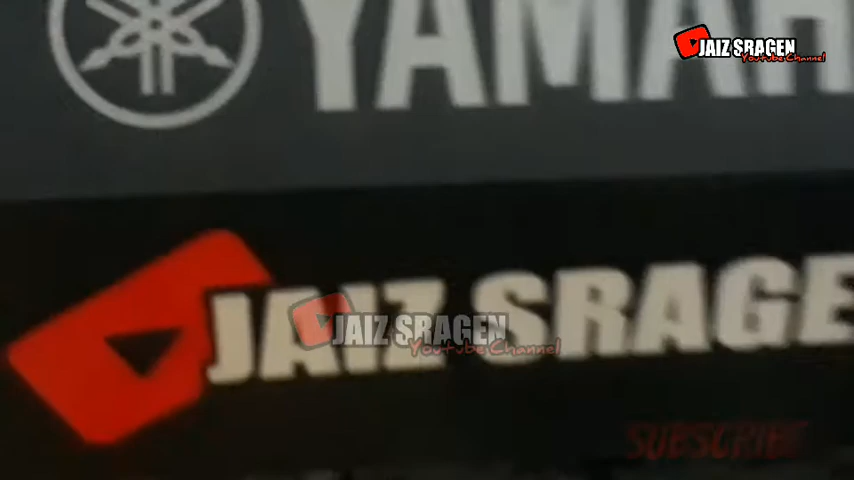 YAMAH
JAIZ SRAGEN
Youtube Channel
JAIZ SRAGE
JAIZ SRAGEN
Youtube Channel
SUBSCRIBE